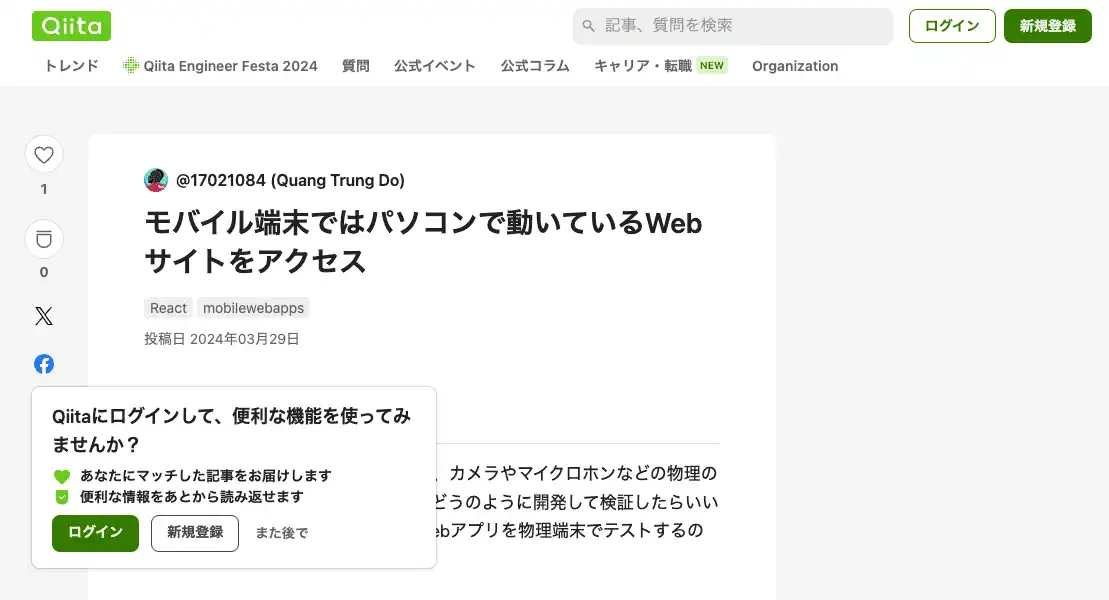 Qiita
記事、質問を検索
ログイン
新規登録
トレンド
Qiita Engineer Festa 2024
質問
公式イベント
公式コラム
キャリア・転職 NEW
Organization
1
0
@17021084 (Quang Trung Do)
モバイル端末ではパソコンで動いているWeb
サイトをアクセス
React mobilewebapps
投稿日 2024年03月29日
、カメラやマイクロホンなどの物理の
どうのように開発して検証したらいい
ebアプリを物理端末でテストするの
Qiitaにログインして、便利な機能を使ってみ
ませんか？
あなたにマッチした記事をお届けします
便利な情報をあとから読み返せます
ログイン
新規登録
また後で